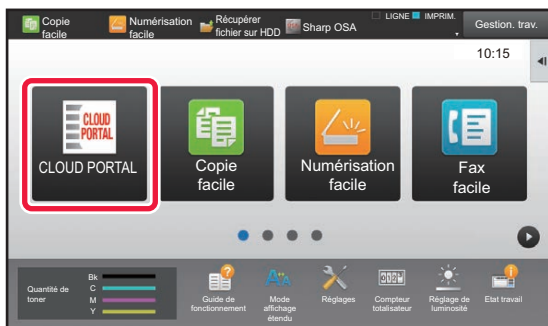 Copie
facile
Numérisation
facile
Récupérer
fichier sur HDD
Sharp OSA
LIGNE
IMPRIM.
Gestion. trav.
10:15
CLOUD
PORTAL
CLOUD PORTAL
Copie
facile
Numérisation
facile
Fax
facile
Quantité de
toner
Bk
C
M
Y
Guide de
fonctionnement
Mode
affichage
étendu
Réglages
Compteur
totalisateur
Réglage de
luminosité
Etat travail